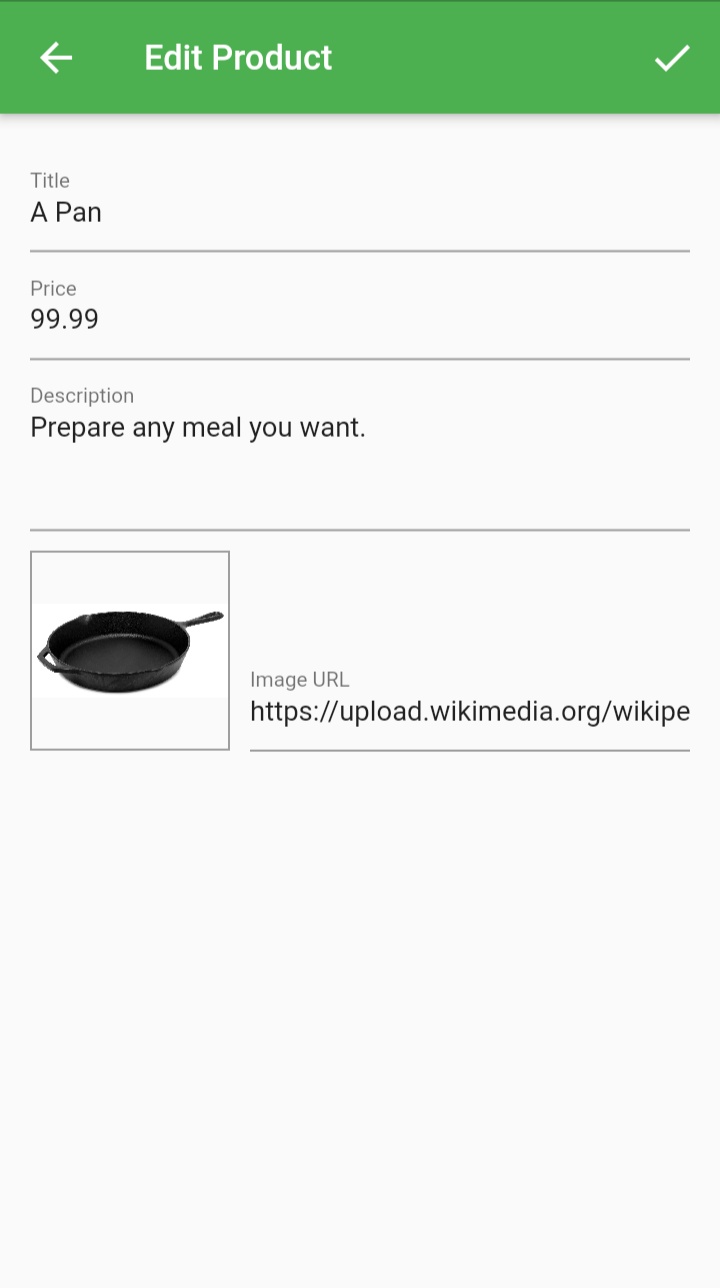 Edit Product
Title
A Pan
Price
99.99
Description
Prepare any meal you want.
Image URL
https://upload.wikimedia.org/wikipe